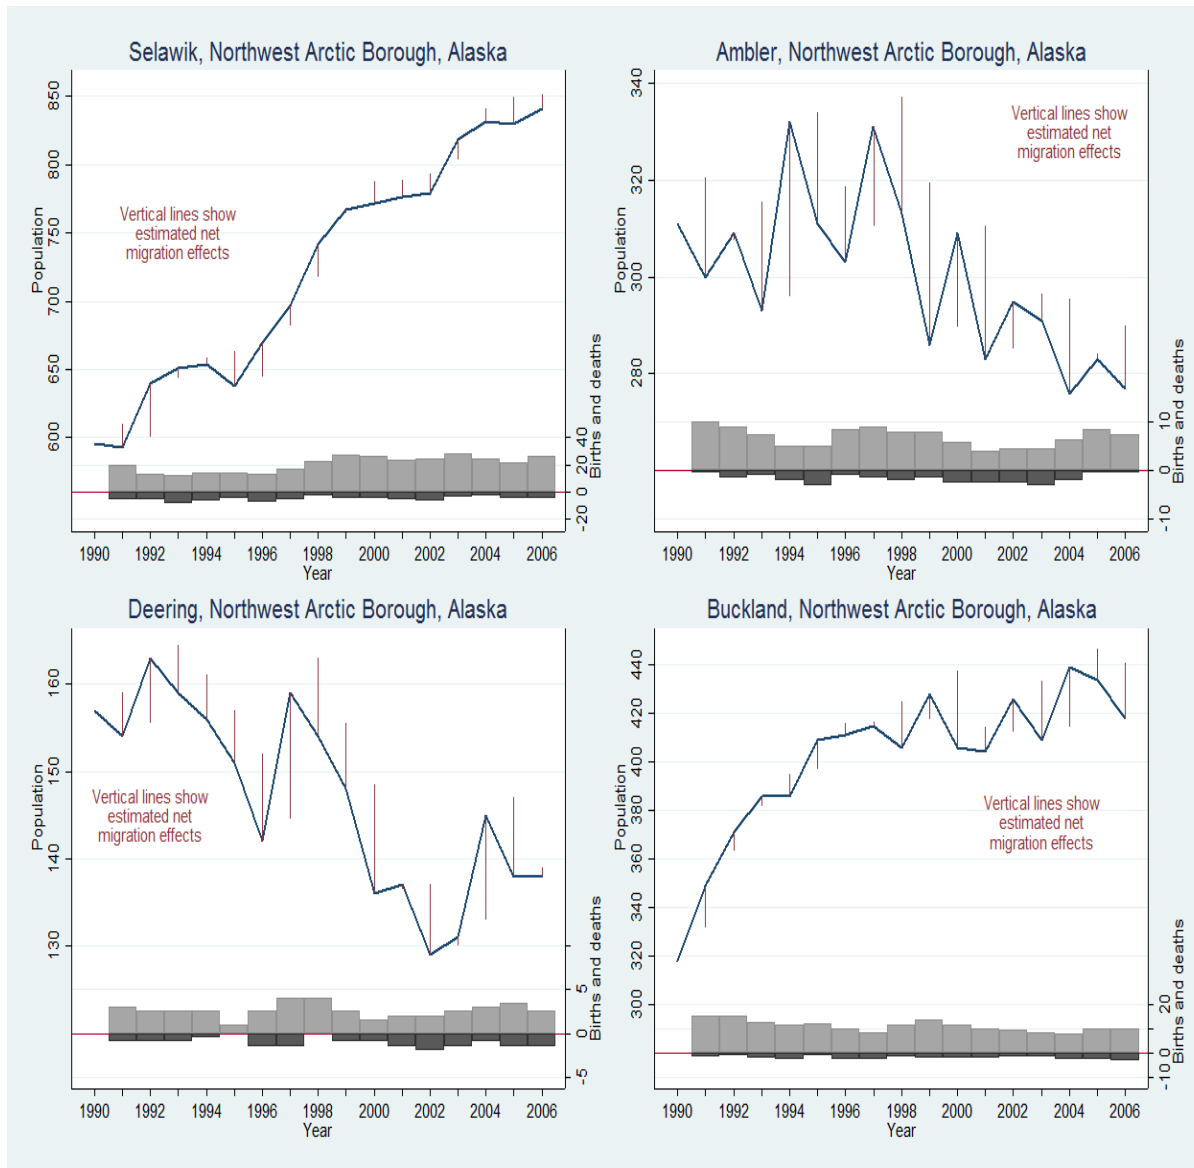 Selawik, Northwest Arctic Borough, Alaska
Population
850
800
750
700
650
600
Vertical lines show
estimated net
migration effects
Births and deaths
40
20
0
-20
1990
1992
1994
1996
1998
2000
2002
2004
2006
Year
Ambler, Northwest Arctic Borough, Alaska
Population
340
320
300
280
Vertical lines show
estimated net
migration effects
Births and deaths
10
0
-10
1990
1992
1994
1996
1998
2000
2002
2004
2006
Year
Deering, Northwest Arctic Borough, Alaska
Population
160
150
140
130
Vertical lines show
estimated net
migration effects
Births and deaths
5
0
-5
1990
1992
1994
1996
1998
2000
2002
2004
2006
Year
Buckland, Northwest Arctic Borough, Alaska
Population
440
420
400
380
360
340
320
300
Vertical lines show
estimated net
migration effects
Births and deaths
20
0
-10
1990
1992
1994
1996
1998
2000
2002
2004
2006
Year